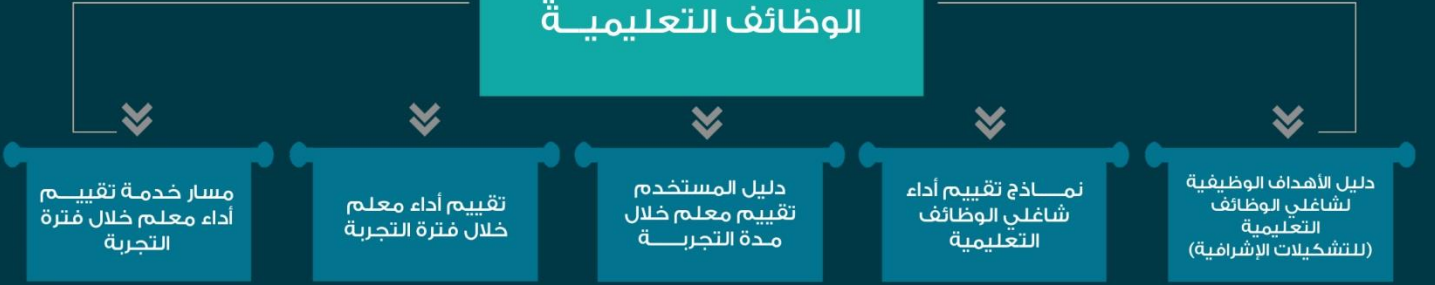 الوظائف التعليمية
دليل الأهداف الوظيفية
لشاغلي الوظائف
التعليمية
(للتشكيلات الإشرافية)
نماذج تقييم أداء
شاغلي الوظائف
التعليمية
دليل المستخدم
تقييم معلم خلال
مدة التجربة
تقييم أداء معلم
خلال فترة التجربة
مسار خدمة تقييم
أداء معلم خلال فترة
التجربة